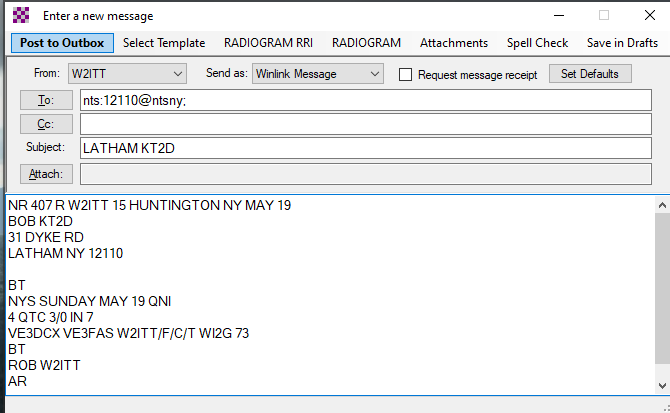 Enter a new message
Post to Outbox Select Template RADIOGRAM RRI RADIOGRAM Attachments Spell Check Save in Drafts
From: W2ITT Send as: Winlink Message Request message receipt Set Defaults
To: nts:12110@ntsny;
Cc:
Subject: LATHAM KT2D
Attach:
NR 407 R W2ITT 15 HUNTINGTON NY MAY 19
BOB KT2D
31 DYKE RD
LATHAM NY 12110
BT
NYS SUNDAY MAY 19 QNI
4 QTC 3/0 IN 7
VE3DCX VE3FAS W2ITT/F/C/T WI2G 73
BT
ROB W2ITT
AR